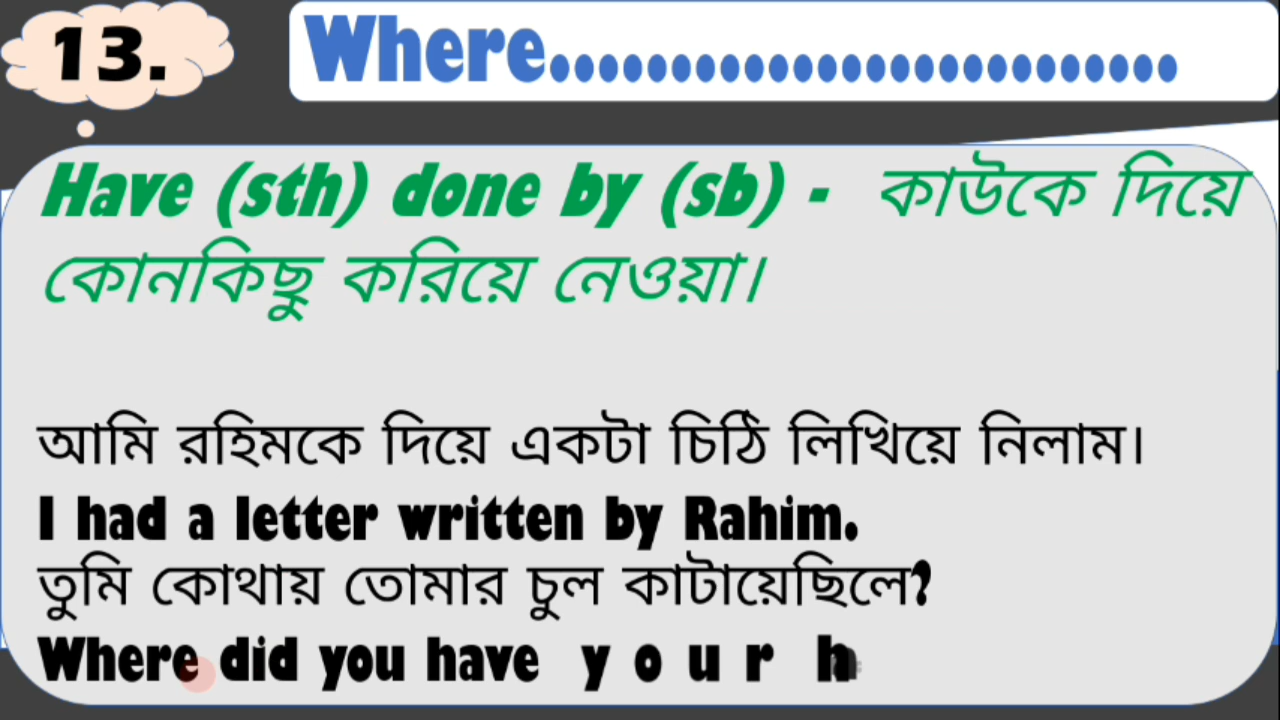 13.
Where...........................
Have (sth) done by (sb) - কাউকে দিয়ে
কোনকিছু করিয়ে নেওয়া।
আমি রহিমকে দিয়ে একটা চিঠি লিখিয়ে নিলাম।
I had a letter written by Rahim.
তুমি কোথায় তোমার চুল কাটায়েছিলে?
Where did you have y o u r h